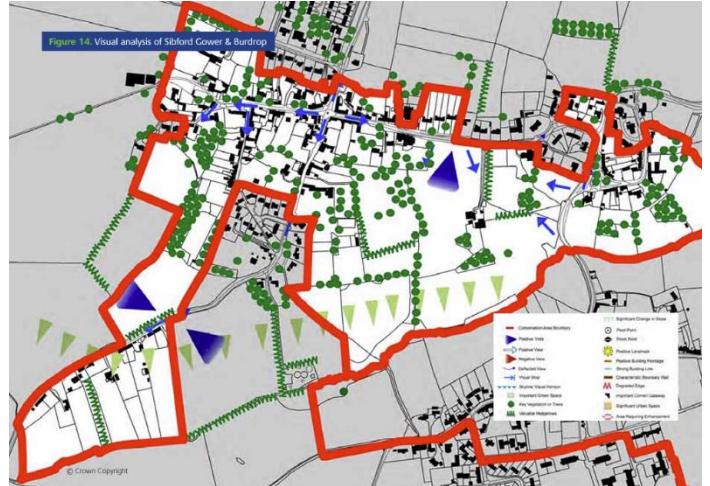 Figure 14. Visual analysis of Sibford Gower & Burdrop
Conservation Area Boundary
Positive Vista
Positive View
Negative View
Deflected View
Visual Stop
Skyline/Visual Horizon
Important Green Space
Key Vegetation or Trees
Valuable Hedgerows
Significant Change in Slope
Pivot Point
Pinch Point
Positive Landmark
Positive Building Frontage
Strong Building Line
Characteristic Boundary Wall
Degraded Edge
Important Corner/Gateway
Significant Urban Space
Area Requiring Enhancement
© Crown Copyright